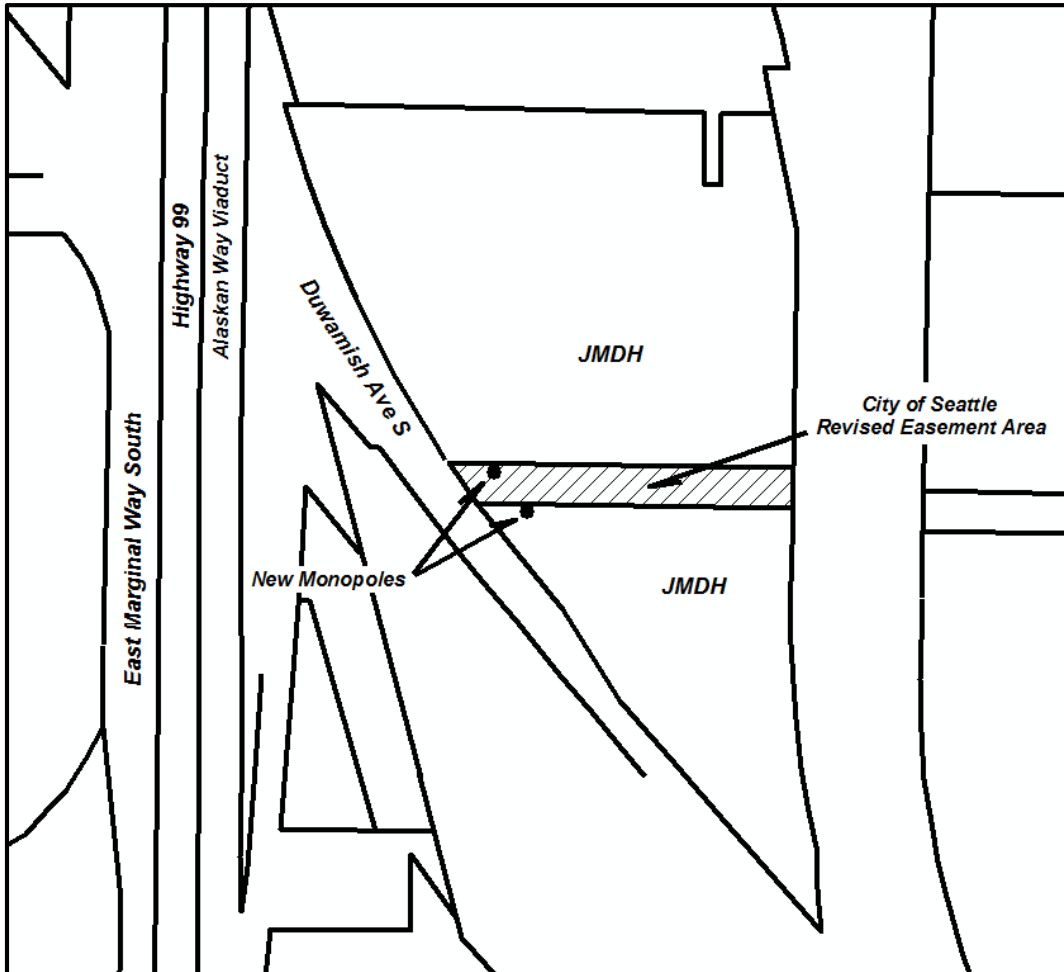 Highway 99
Alaskan Way Viaduct
Duwamish Ave S
JMDH
City of Seattle
Revised Easement Area
East Marginal Way South
New Monopoles
JMDH